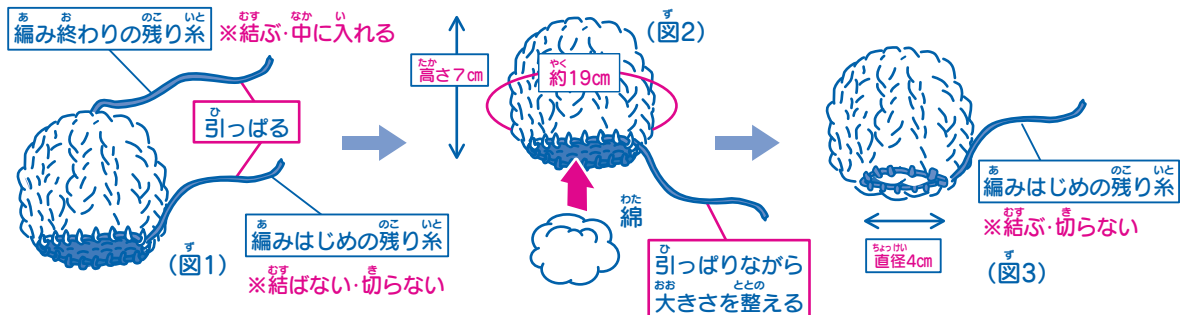 編み終わりの残り糸
※結ぶ・中に入れる
引っぱる
編みはじめの残り糸
※結ばない・切らない
(図1)
高さ7cm
約19cm
(図2)
綿
引っぱりながら
大きさを整える
編みはじめの残り糸
※結ぶ・切らない
直径4cm
(図3)